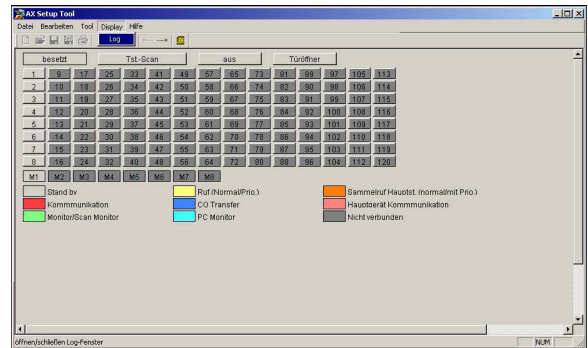 AX Setup Tool
Datei Bearbeiten Tool Display Hilfe
Log
besetzt Tst.-Scan aus Türöffner
1 9 17 25 33 41 49 57 65 73 81 89 97 105 113
2 10 18 26 34 42 50 58 66 74 82 90 98 106 114
3 11 19 27 35 43 51 59 67 75 83 91 99 107 115
4 12 20 28 36 44 52 60 68 76 84 92 100 108 116
5 13 21 29 37 45 53 61 69 77 85 93 101 109 117
6 14 22 30 38 46 54 62 70 78 86 94 102 110 118
7 15 23 31 39 47 55 63 71 79 87 95 103 111 119
8 16 24 32 40 48 56 64 72 80 88 96 104 112 120
M1 M2 M3 M4 M5 M6 M7 M8
Stand by Ruf (Normal/Prio.) Sammelruf Hauptst. (normal/mit Prio.)
Kommmunikation CO Transfer Hauptgerät Kommmunikation
Monitor/Scan Monitor PC Monitor Nicht verbunden
öffnen/schließen Log-Fenster NUM